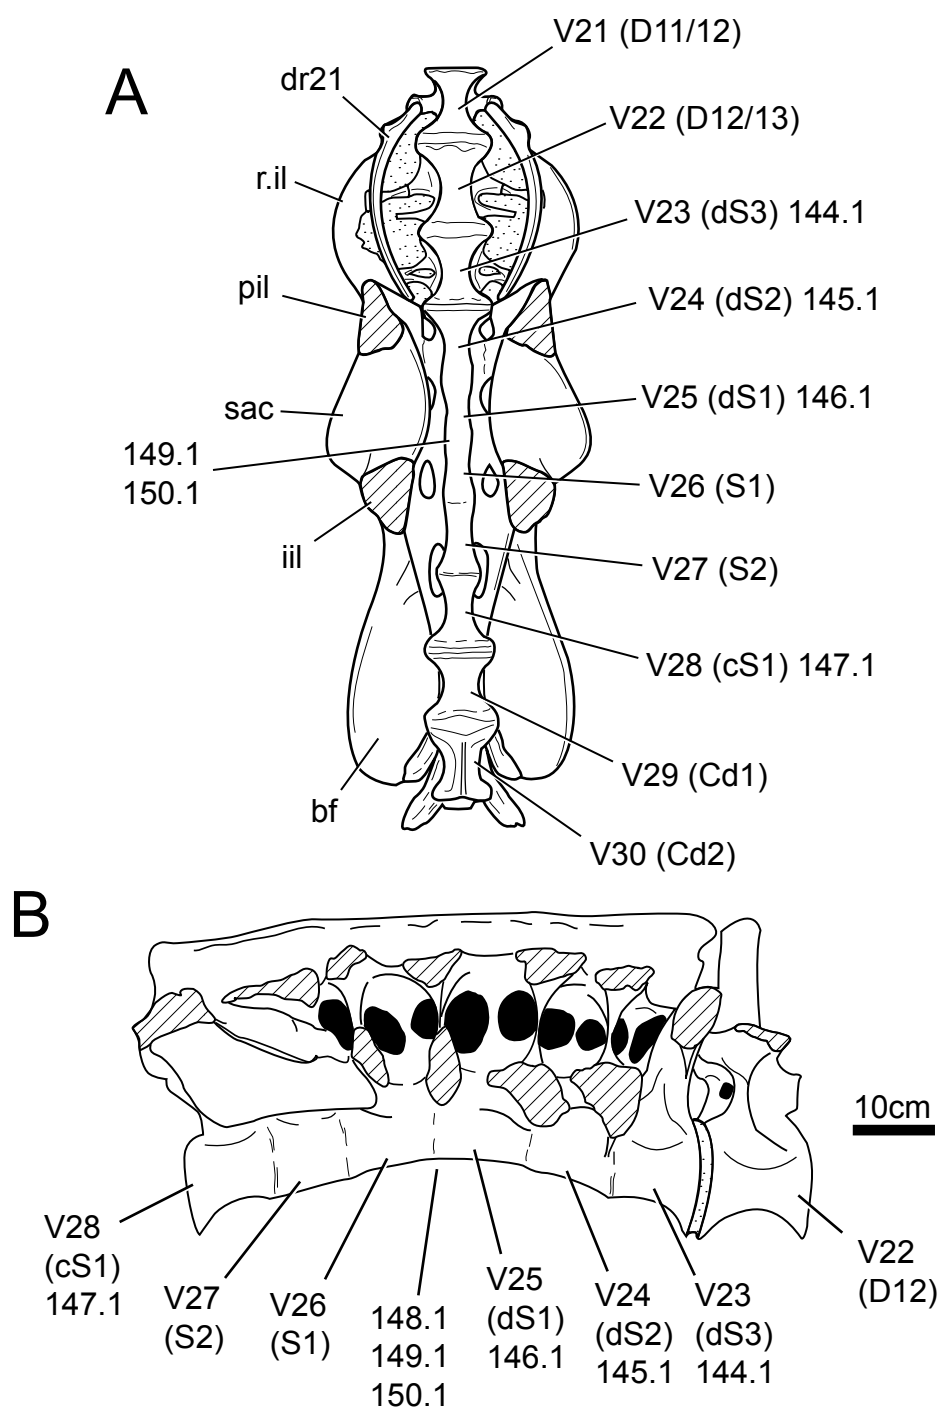 A
V21 (D11/12)
dr21
V22 (D12/13)
r.il
V23 (dS3) 144.1
pil
V24 (dS2) 145.1
sac
V25 (dS1) 146.1
149.1
150.1
V26 (S1)
iil
V27 (S2)
V28 (cS1) 147.1
V29 (Cd1)
bf
V30 (Cd2)
B
10cm
V28
(cS1)
147.1
V27
(S2)
V26
(S1)
148.1
149.1
150.1
V25
(dS1)
146.1
V24
(dS2)
145.1
V23
(dS3)
144.1
V22
(D12)